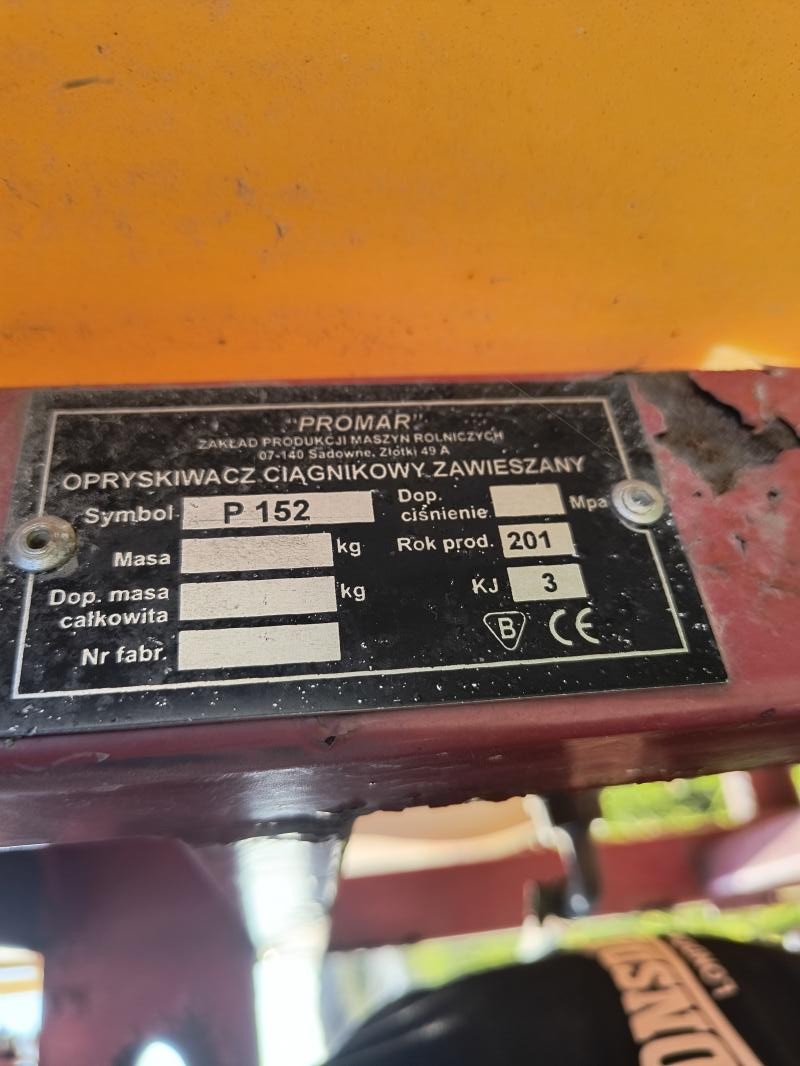 "PROMAR"
ZAKŁAD PRODUKCJI MASZYN ROLNICZYCH
07-140 Sadowne, Zlótki 49 A
OPRYSKIWACZ CIĄGNIKOWY ZAWIESZANY
Symbol P 152
Masa kg
Dop. masa całkowita kg
Nr fabr.
Dop. ciśnienie Mpa
Rok prod. 201
KJ 3
B CE